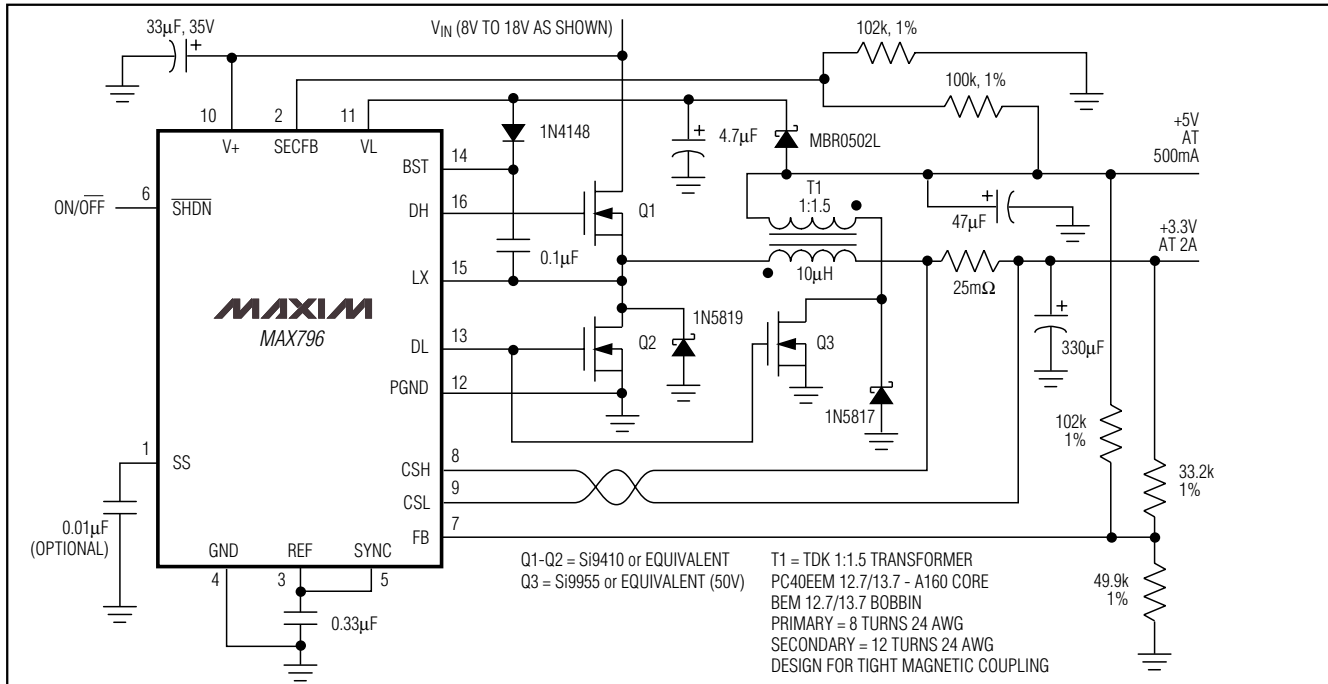 33µF, 35V
+
V_IN (8V TO 18V AS SHOWN)
102k, 1%
100k, 1%
+5V
AT
500mA
10
2
11
V+
SECFB
VL
1N4148
+
4.7µF
MBR0502L
BST
14
6
ON/OFF
SHDN
DH
16
Q1
T1
1:1.5
+
47µF
+3.3V
AT 2A
0.1µF
LX
15
10µH
25mΩ
MAXIM
MAX796
DL
13
Q2
1N5819
Q3
+
330µF
PGND
12
1N5817
102k
1%
1
SS
CSH
8
CSL
9
33.2k
1%
FB
7
0.01µF
(OPTIONAL)
GND
REF
SYNC
4
3
5
0.33µF
Q1-Q2 = Si9410 or EQUIVALENT
Q3 = Si9955 or EQUIVALENT (50V)
T1 = TDK 1:1.5 TRANSFORMER
PC40EEM 12.7/13.7 - A160 CORE
BEM 12.7/13.7 BOBBIN
PRIMARY = 8 TURNS 24 AWG
SECONDARY = 12 TURNS 24 AWG
DESIGN FOR TIGHT MAGNETIC COUPLING
49.9k
1%